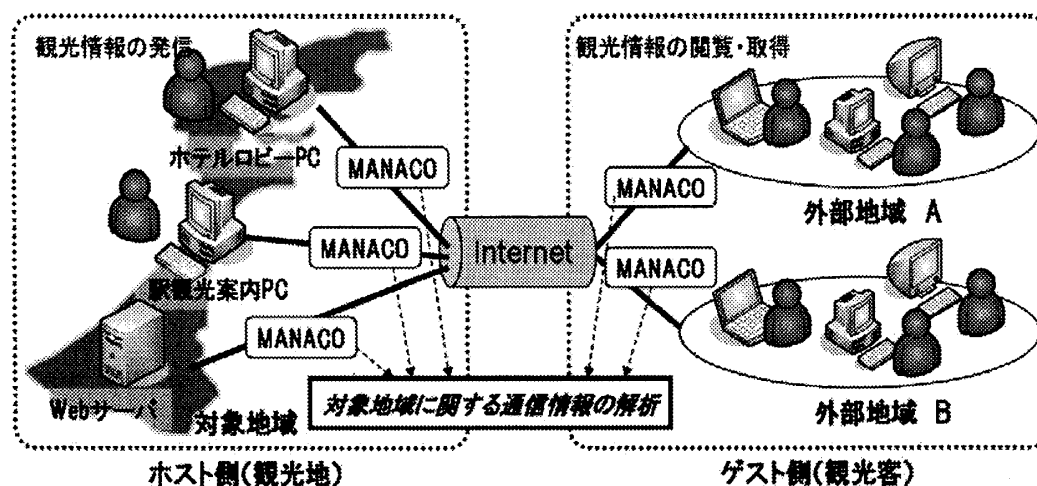 観光情報の発信
ホテルロビーPC
MANACO
訳観光案内PC
MANACO
Webサーバ
MANACO
対象地域
Internet
対象地域に関する通信情報の解析
ホスト側(観光地)
観光情報の閲覧・取得
MANACO
外部地域 A
MANACO
外部地域 B
ゲスト側(観光客)